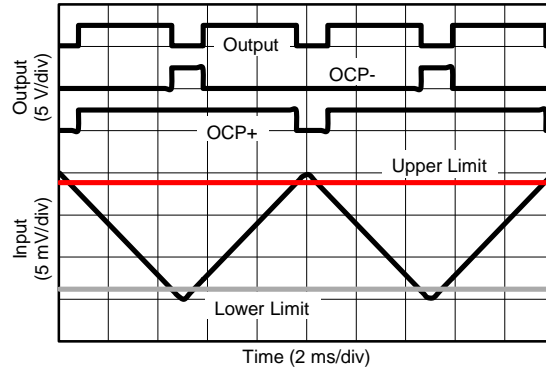 Output
(5 V/div)
Output
OCP-
OCP+
Input
(5 mV/div)
Upper Limit
Lower Limit
Time (2 ms/div)